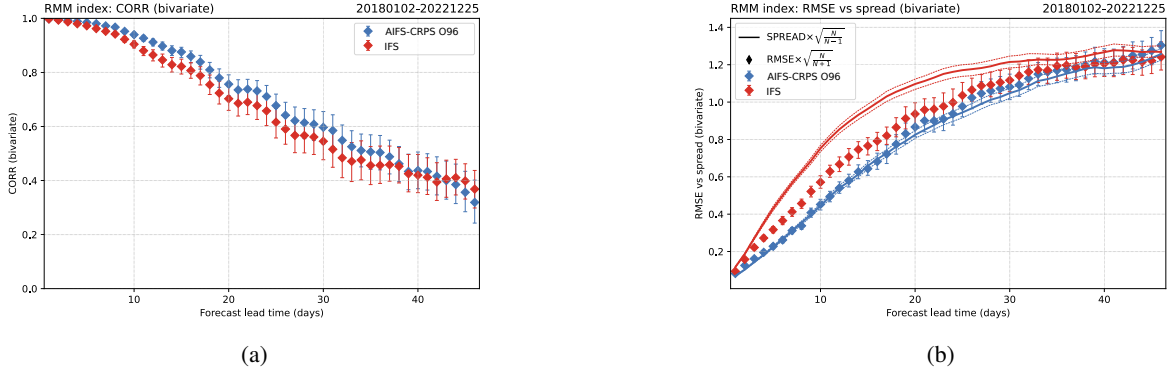 RMM index: CORR (bivariate) 20180102-20221225
AIFS-CRPS O96
IFS
CORR (bivariate)
1.0
0.8
0.6
0.4
0.2
0.0
10 20 30 40
Forecast lead time (days)
(a)
RMM index: RMSE vs spread (bivariate) 20180102-20221225
SPREAD×√(N/(N−1))
RMSE×√(N/(N+1))
AIFS-CRPS O96
IFS
RMSE vs spread (bivariate)
1.4
1.2
1.0
0.8
0.6
0.4
0.2
10 20 30 40
Forecast lead time (days)
(b)